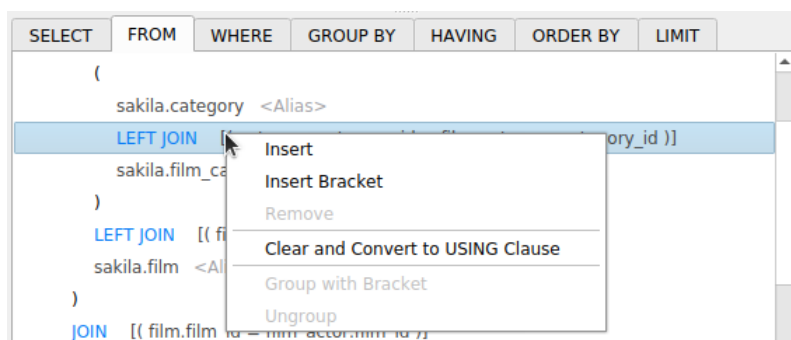 SELECT FROM WHERE GROUP BY HAVING ORDER BY LIMIT
(
sakila.category <Alias>
LEFT JOIN ory_id )]
sakila.film_ca
)
LEFT JOIN [( fi
sakila.film <Al
)
JOIN [( film.film_id = film_actor.film_id )]
Insert
Insert Bracket
Remove
Clear and Convert to USING Clause
Group with Bracket
Ungroup